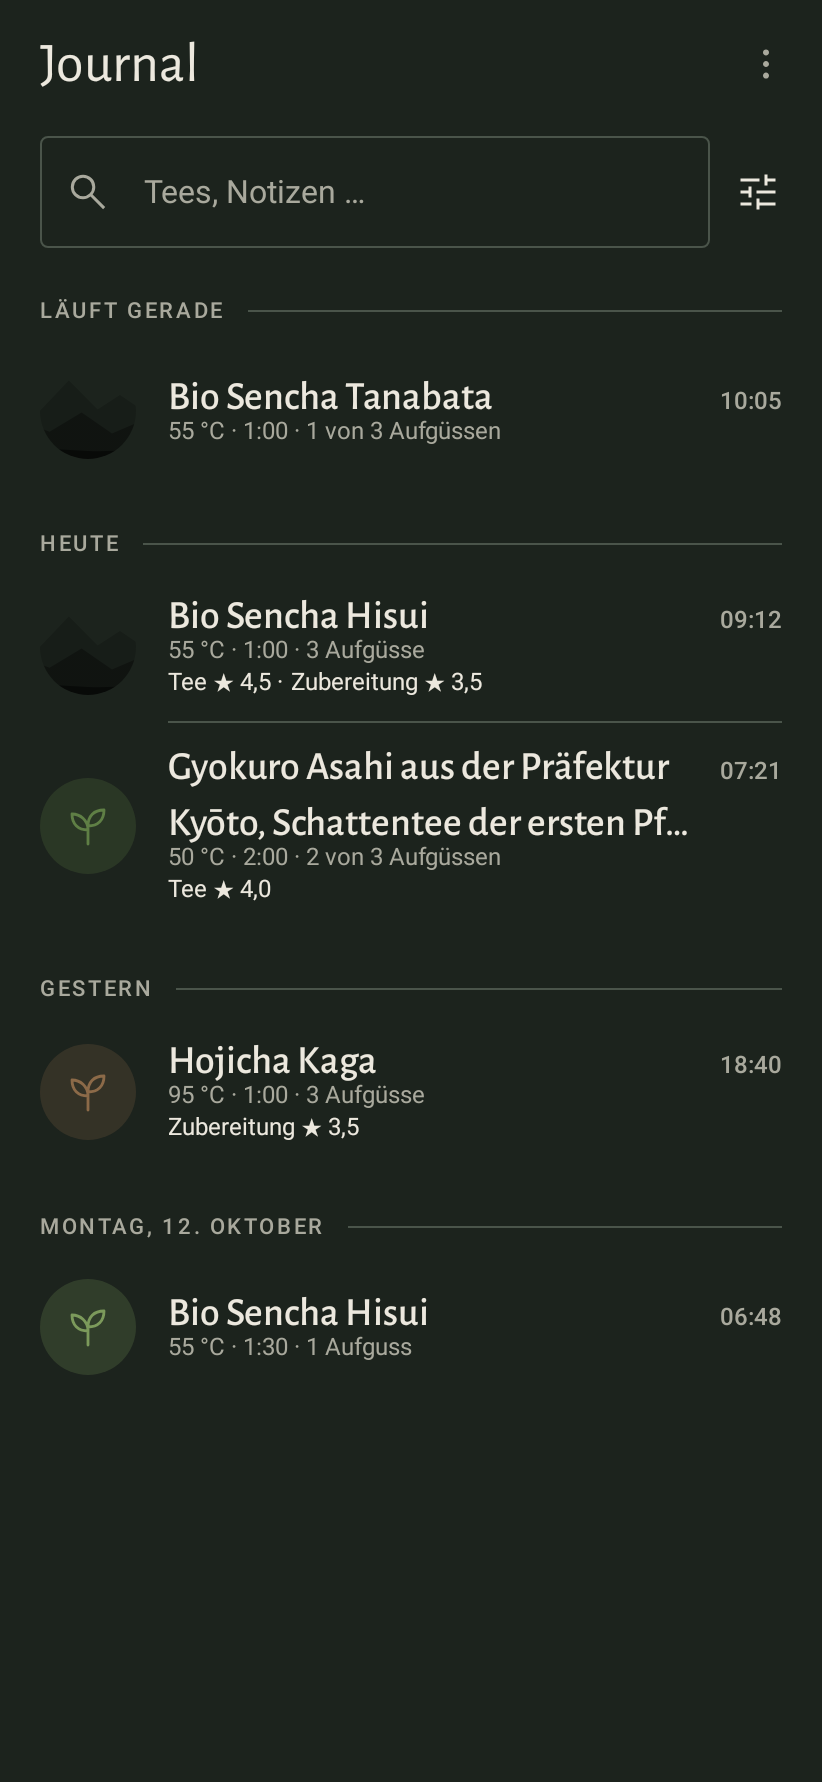 Journal
Tees, Notizen …
LÄUFT GERADE
Bio Sencha Tanabata
10:05
55 °C · 1:00 · 1 von 3 Aufgüssen
HEUTE
Bio Sencha Hisui
09:12
55 °C · 1:00 · 3 Aufgüsse
Tee ★ 4,5 · Zubereitung ★ 3,5
Gyokuro Asahi aus der Präfektur
07:21
Kyōto, Schattentee der ersten Pf…
50 °C · 2:00 · 2 von 3 Aufgüssen
Tee ★ 4,0
GESTERN
Hojicha Kaga
18:40
95 °C · 1:00 · 3 Aufgüsse
Zubereitung ★ 3,5
MONTAG, 12. OKTOBER
Bio Sencha Hisui
06:48
55 °C · 1:30 · 1 Aufguss